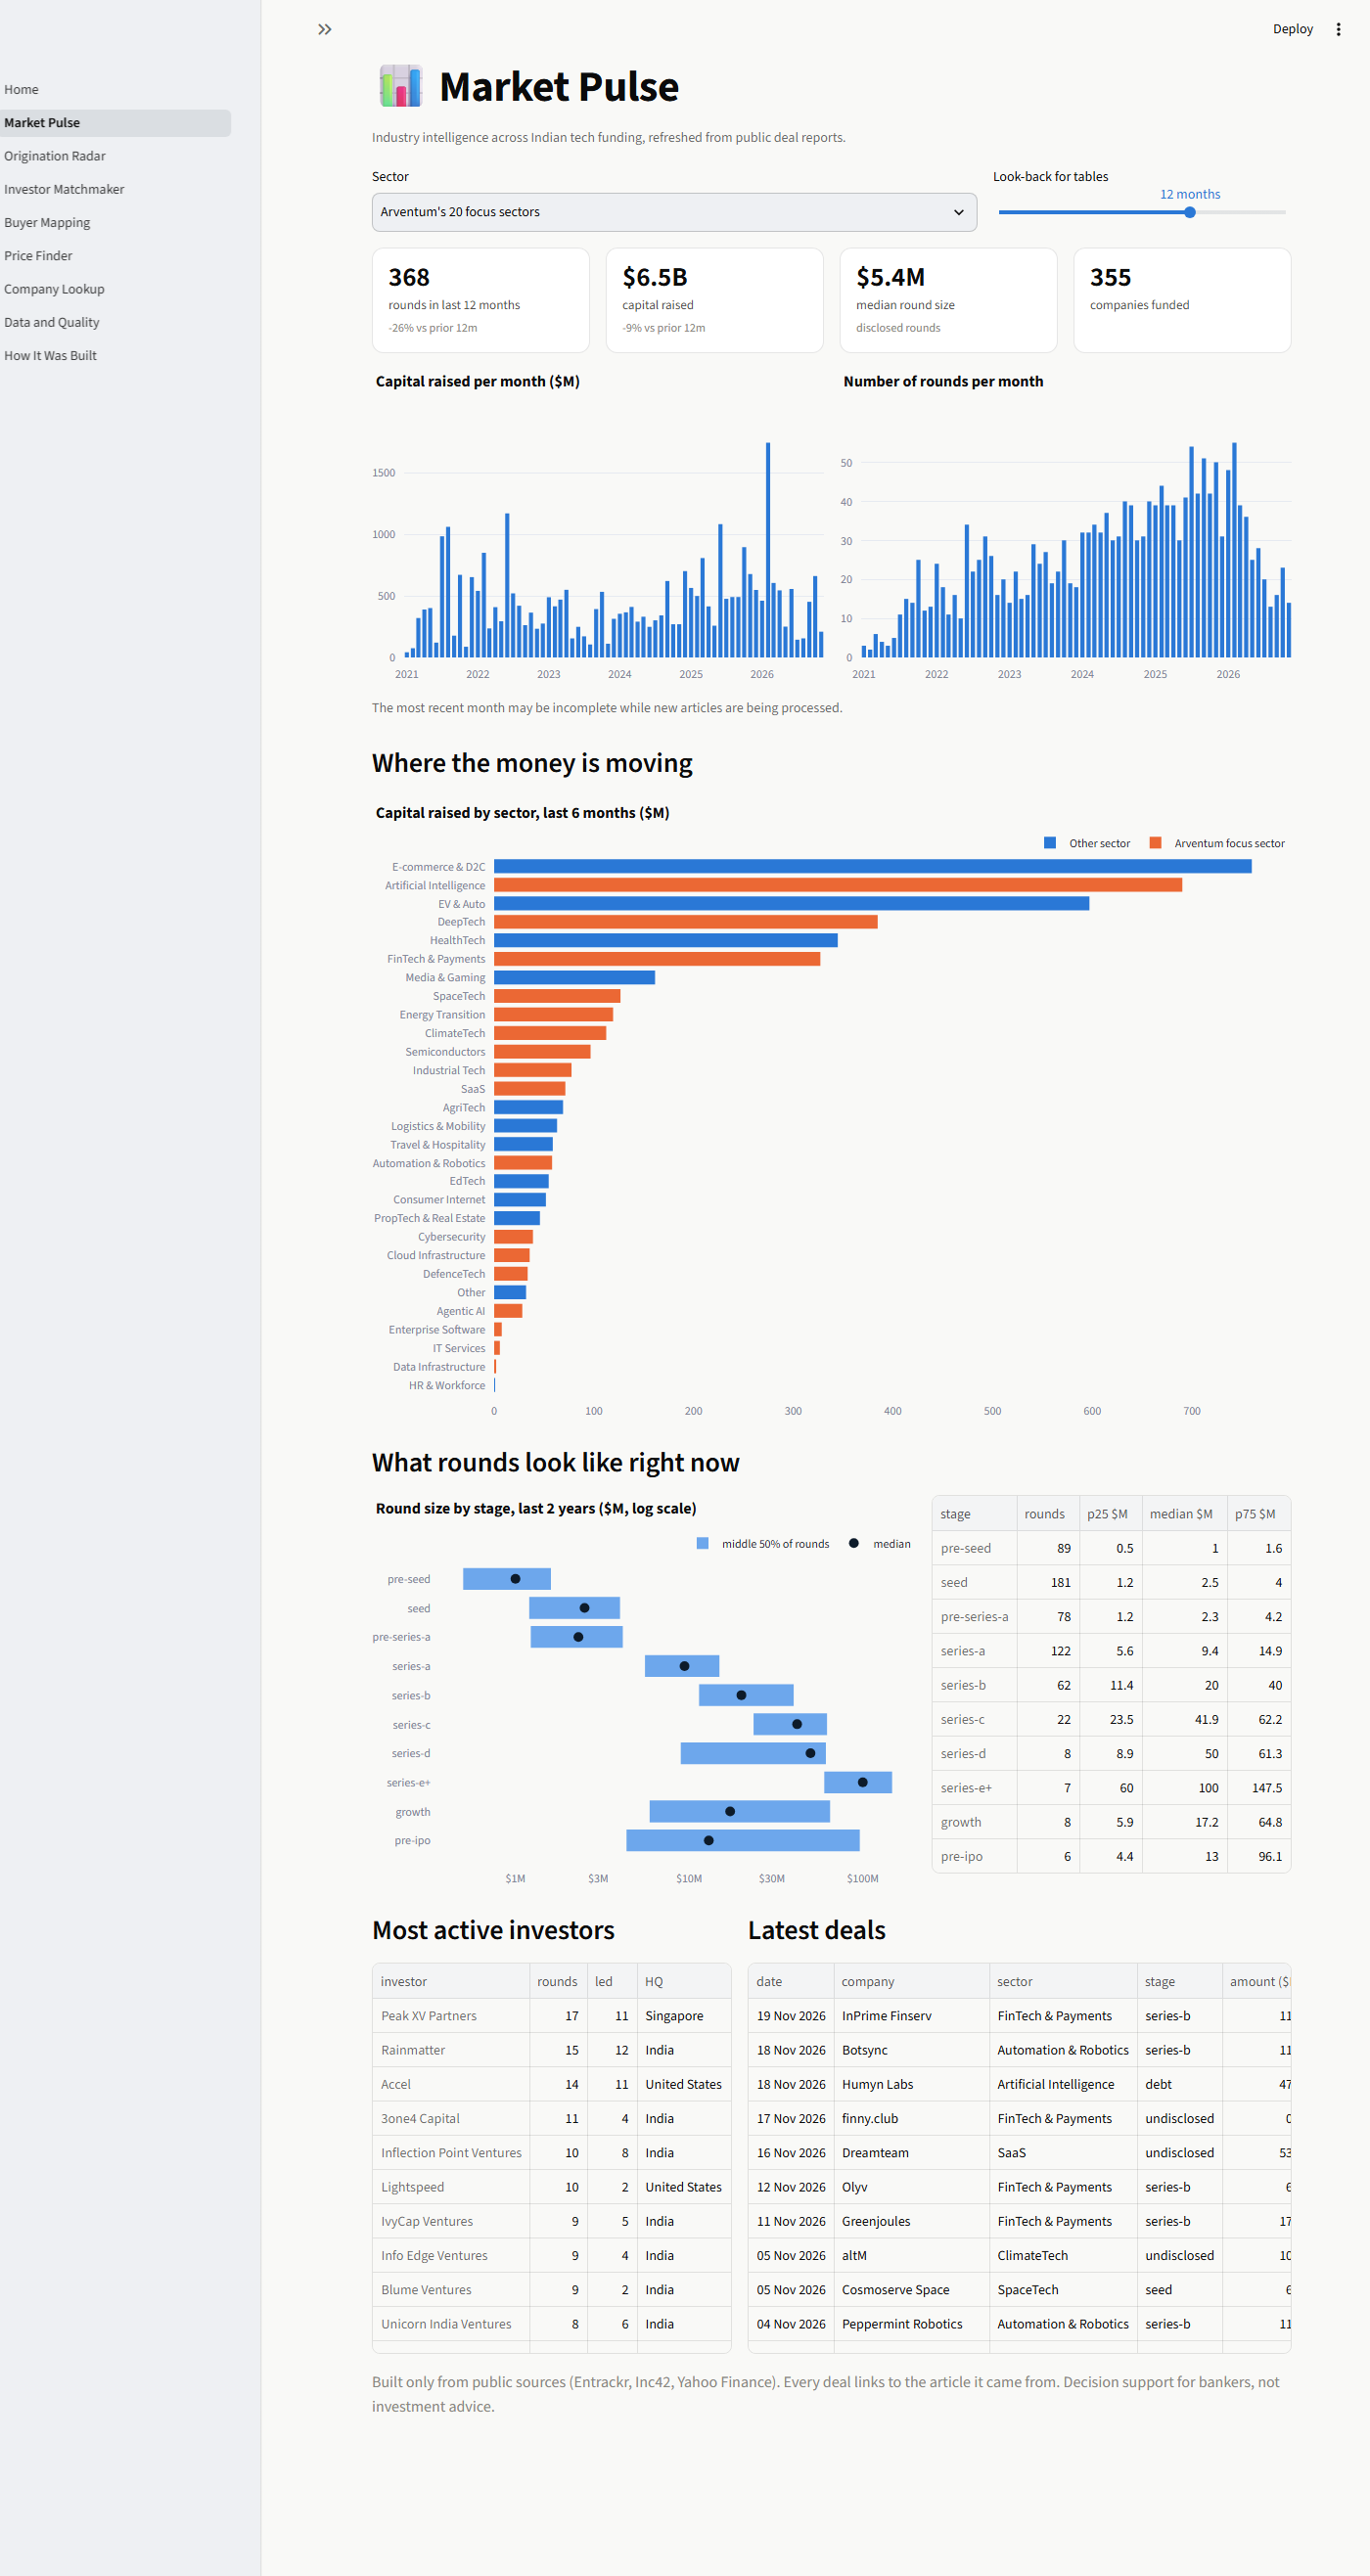 Deploy
Home
Market Pulse
Origination Radar
Investor Matchmaker
Buyer Mapping
Price Finder
Company Lookup
Data and Quality
How It Was Built
Market Pulse
Industry intelligence across Indian tech funding, refreshed from public deal reports.
Sector
Arventum's 20 focus sectors
Look-back for tables
12 months
368
rounds in last 12 months
-26% vs prior 12m
$6.5B
capital raised
-9% vs prior 12m
$5.4M
median round size
disclosed rounds
355
companies funded
Capital raised per month ($M)
1500
1000
500
0
2021 2022 2023 2024 2025 2026
Number of rounds per month
50
40
30
20
10
0
2021 2022 2023 2024 2025 2026
The most recent month may be incomplete while new articles are being processed.
Where the money is moving
Capital raised by sector, last 6 months ($M)
Other sector Arventum focus sector
E-commerce & D2C
Artificial Intelligence
EV & Auto
DeepTech
HealthTech
FinTech & Payments
Media & Gaming
SpaceTech
Energy Transition
ClimateTech
Semiconductors
Industrial Tech
SaaS
AgriTech
Logistics & Mobility
Travel & Hospitality
Automation & Robotics
EdTech
Consumer Internet
PropTech & Real Estate
Cybersecurity
Cloud Infrastructure
DefenceTech
Other
Agentic AI
Enterprise Software
IT Services
Data Infrastructure
HR & Workforce
0 100 200 300 400 500 600 700
What rounds look like right now
Round size by stage, last 2 years ($M, log scale)
middle 50% of rounds median
pre-seed
seed
pre-series-a
series-a
series-b
series-c
series-d
series-e+
growth
pre-ipo
$1M $3M $10M $30M $100M
stage rounds p25 $M median $M p75 $M
pre-seed 89 0.5 1 1.6
seed 181 1.2 2.5 4
pre-series-a 78 1.2 2.3 4.2
series-a 122 5.6 9.4 14.9
series-b 62 11.4 20 40
series-c 22 23.5 41.9 62.2
series-d 8 8.9 50 61.3
series-e+ 7 60 100 147.5
growth 8 5.9 17.2 64.8
pre-ipo 6 4.4 13 96.1
Most active investors
investor rounds led HQ
Peak XV Partners 17 11 Singapore
Rainmatter 15 12 India
Accel 14 11 United States
3one4 Capital 11 4 India
Inflection Point Ventures 10 8 India
Lightspeed 10 2 United States
IvyCap Ventures 9 5 India
Info Edge Ventures 9 4 India
Blume Ventures 9 2 India
Unicorn India Ventures 8 6 India
Latest deals
date company sector stage amount ($
19 Nov 2026 InPrime Finserv FinTech & Payments series-b 11
18 Nov 2026 Botsync Automation & Robotics series-b 11
18 Nov 2026 Humyn Labs Artificial Intelligence debt 47
17 Nov 2026 finny.club FinTech & Payments undisclosed
16 Nov 2026 Dreamteam SaaS undisclosed 53
12 Nov 2026 Olyv FinTech & Payments series-b
11 Nov 2026 Greenjoules FinTech & Payments series-b 17
05 Nov 2026 altM ClimateTech undisclosed 10
05 Nov 2026 Cosmoserve Space SpaceTech seed
04 Nov 2026 Peppermint Robotics Automation & Robotics series-b 11
Built only from public sources (Entrackr, Inc42, Yahoo Finance). Every deal links to the article it came from. Decision support for bankers, not
investment advice.